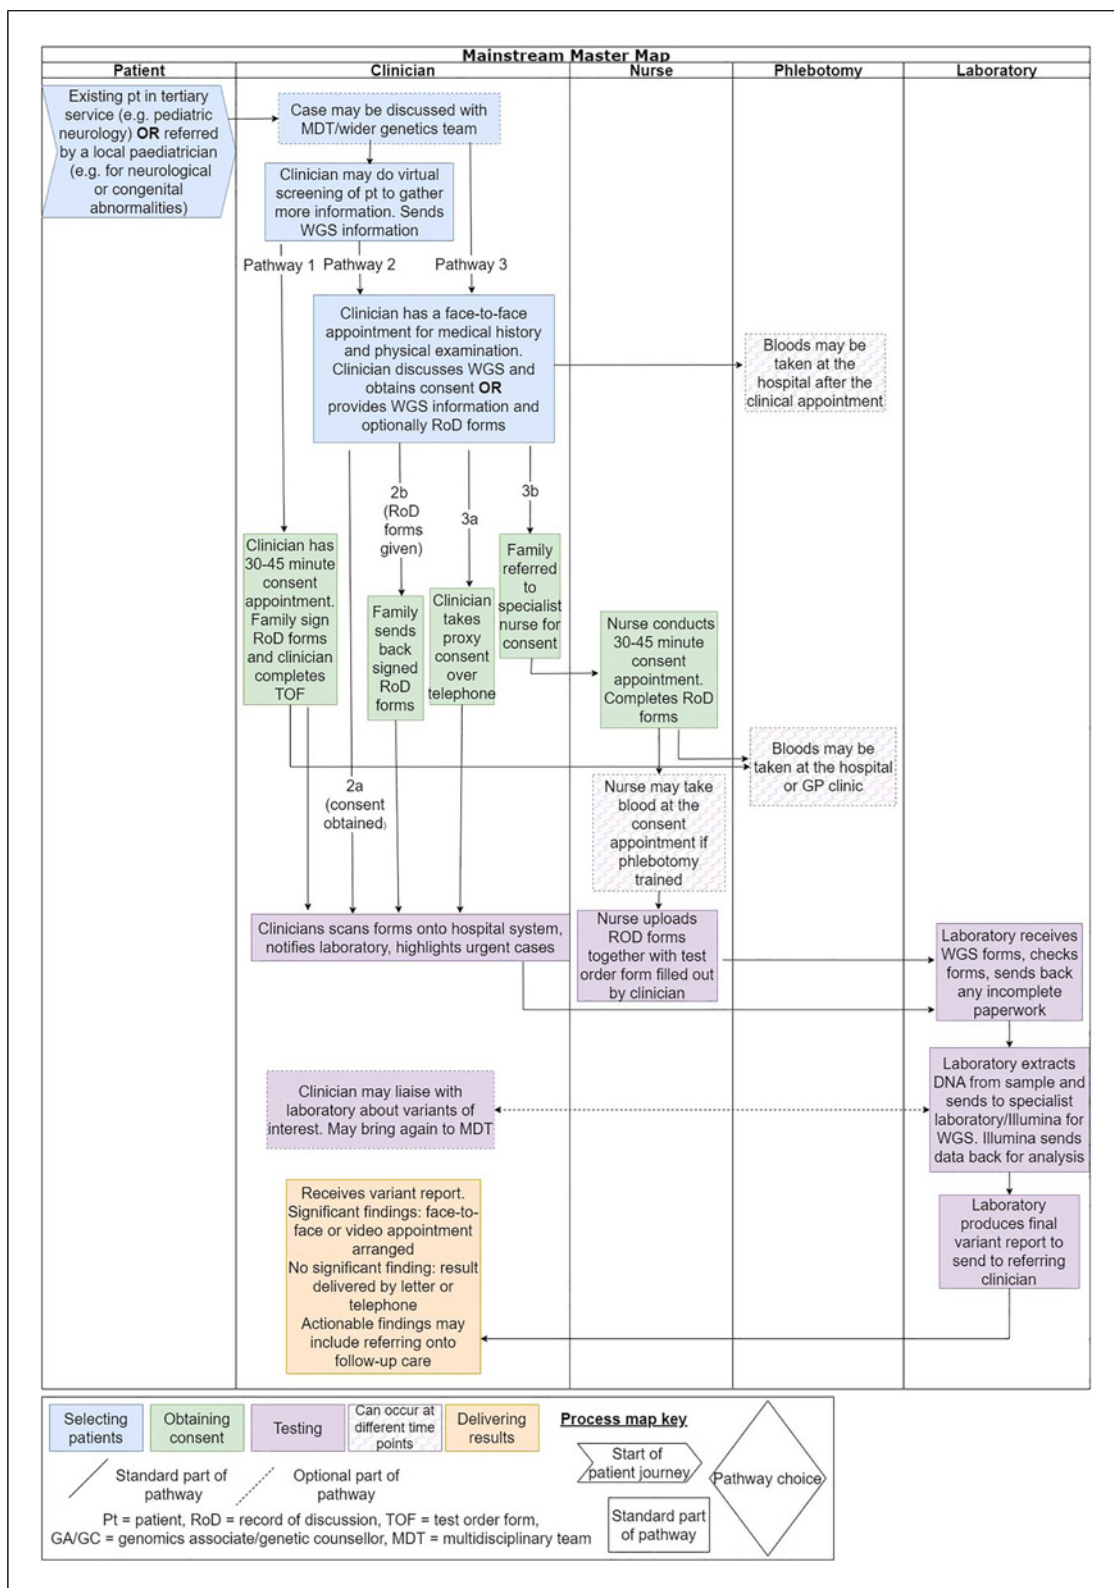 Mainstream Master Map
Patient
Clinician
Nurse
Phlebotomy
Laboratory
Existing pt in tertiary
service (e.g. pediatric
neurology) OR referred
by a local paediatrician
(e.g. for neurological
or congenital
abnormalities)
Case may be discussed with
MDT/wider genetics team
Clinician may do virtual
screening of pt to gather
more information. Sends
WGS information
Pathway 1
Pathway 2
Pathway 3
Clinician has a face-to-face
appointment for medical history
and physical examination.
Clinician discusses WGS and
obtains consent OR
provides WGS information and
optionally RoD forms
Bloods may be
taken at the
hospital after the
clinical appointment
2b
(RoD
forms
given)
3a
3b
Clinician has
30-45 minute
consent
appointment.
Family sign
RoD forms
and clinician
completes
TOF
Family
sends
back
signed
RoD
forms
Clinician
takes
proxy
consent
over
telephone
Family
referred
to
specialist
nurse for
consent
Nurse conducts
30-45 minute
consent
appointment.
Completes RoD
forms
Bloods may be
taken at the hospital
or GP clinic
2a
(consent
obtained)
Nurse may take
blood at the
consent
appointment if
phlebotomy
trained
Clinicians scans forms onto hospital system,
notifies laboratory, highlights urgent cases
Nurse uploads
ROD forms
together with test
order form filled out
by clinician
Laboratory receives
WGS forms, checks
forms, sends back
any incomplete
paperwork
Clinician may liaise with
laboratory about variants of
interest. May bring again to MDT
Laboratory extracts
DNA from sample and
sends to specialist
laboratory/Illumina for
WGS. Illumina sends
data back for analysis
Receives variant report.
Significant findings: face-to-
face or video appointment
arranged
No significant finding: result
delivered by letter or
telephone
Actionable findings may
include referring onto
follow-up care
Laboratory
produces final
variant report to
send to referring
clinician
Selecting
patients
Obtaining
consent
Testing
Can occur at
different time
points
Delivering
results
Process map key
Start of
patient journey
Pathway choice
Standard part of
pathway
Optional part of
pathway
Standard part
of pathway
Pt = patient, RoD = record of discussion, TOF = test order form,
GA/GC = genomics associate/genetic counsellor, MDT = multidisciplinary team